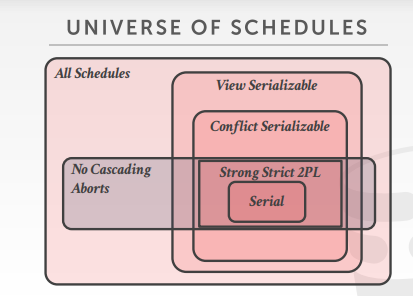 UNIVERSE OF SCHEDULES
All Schedules
View Serializable
Conflict Serializable
No Cascading
Aborts
Strong Strict 2PL
Serial